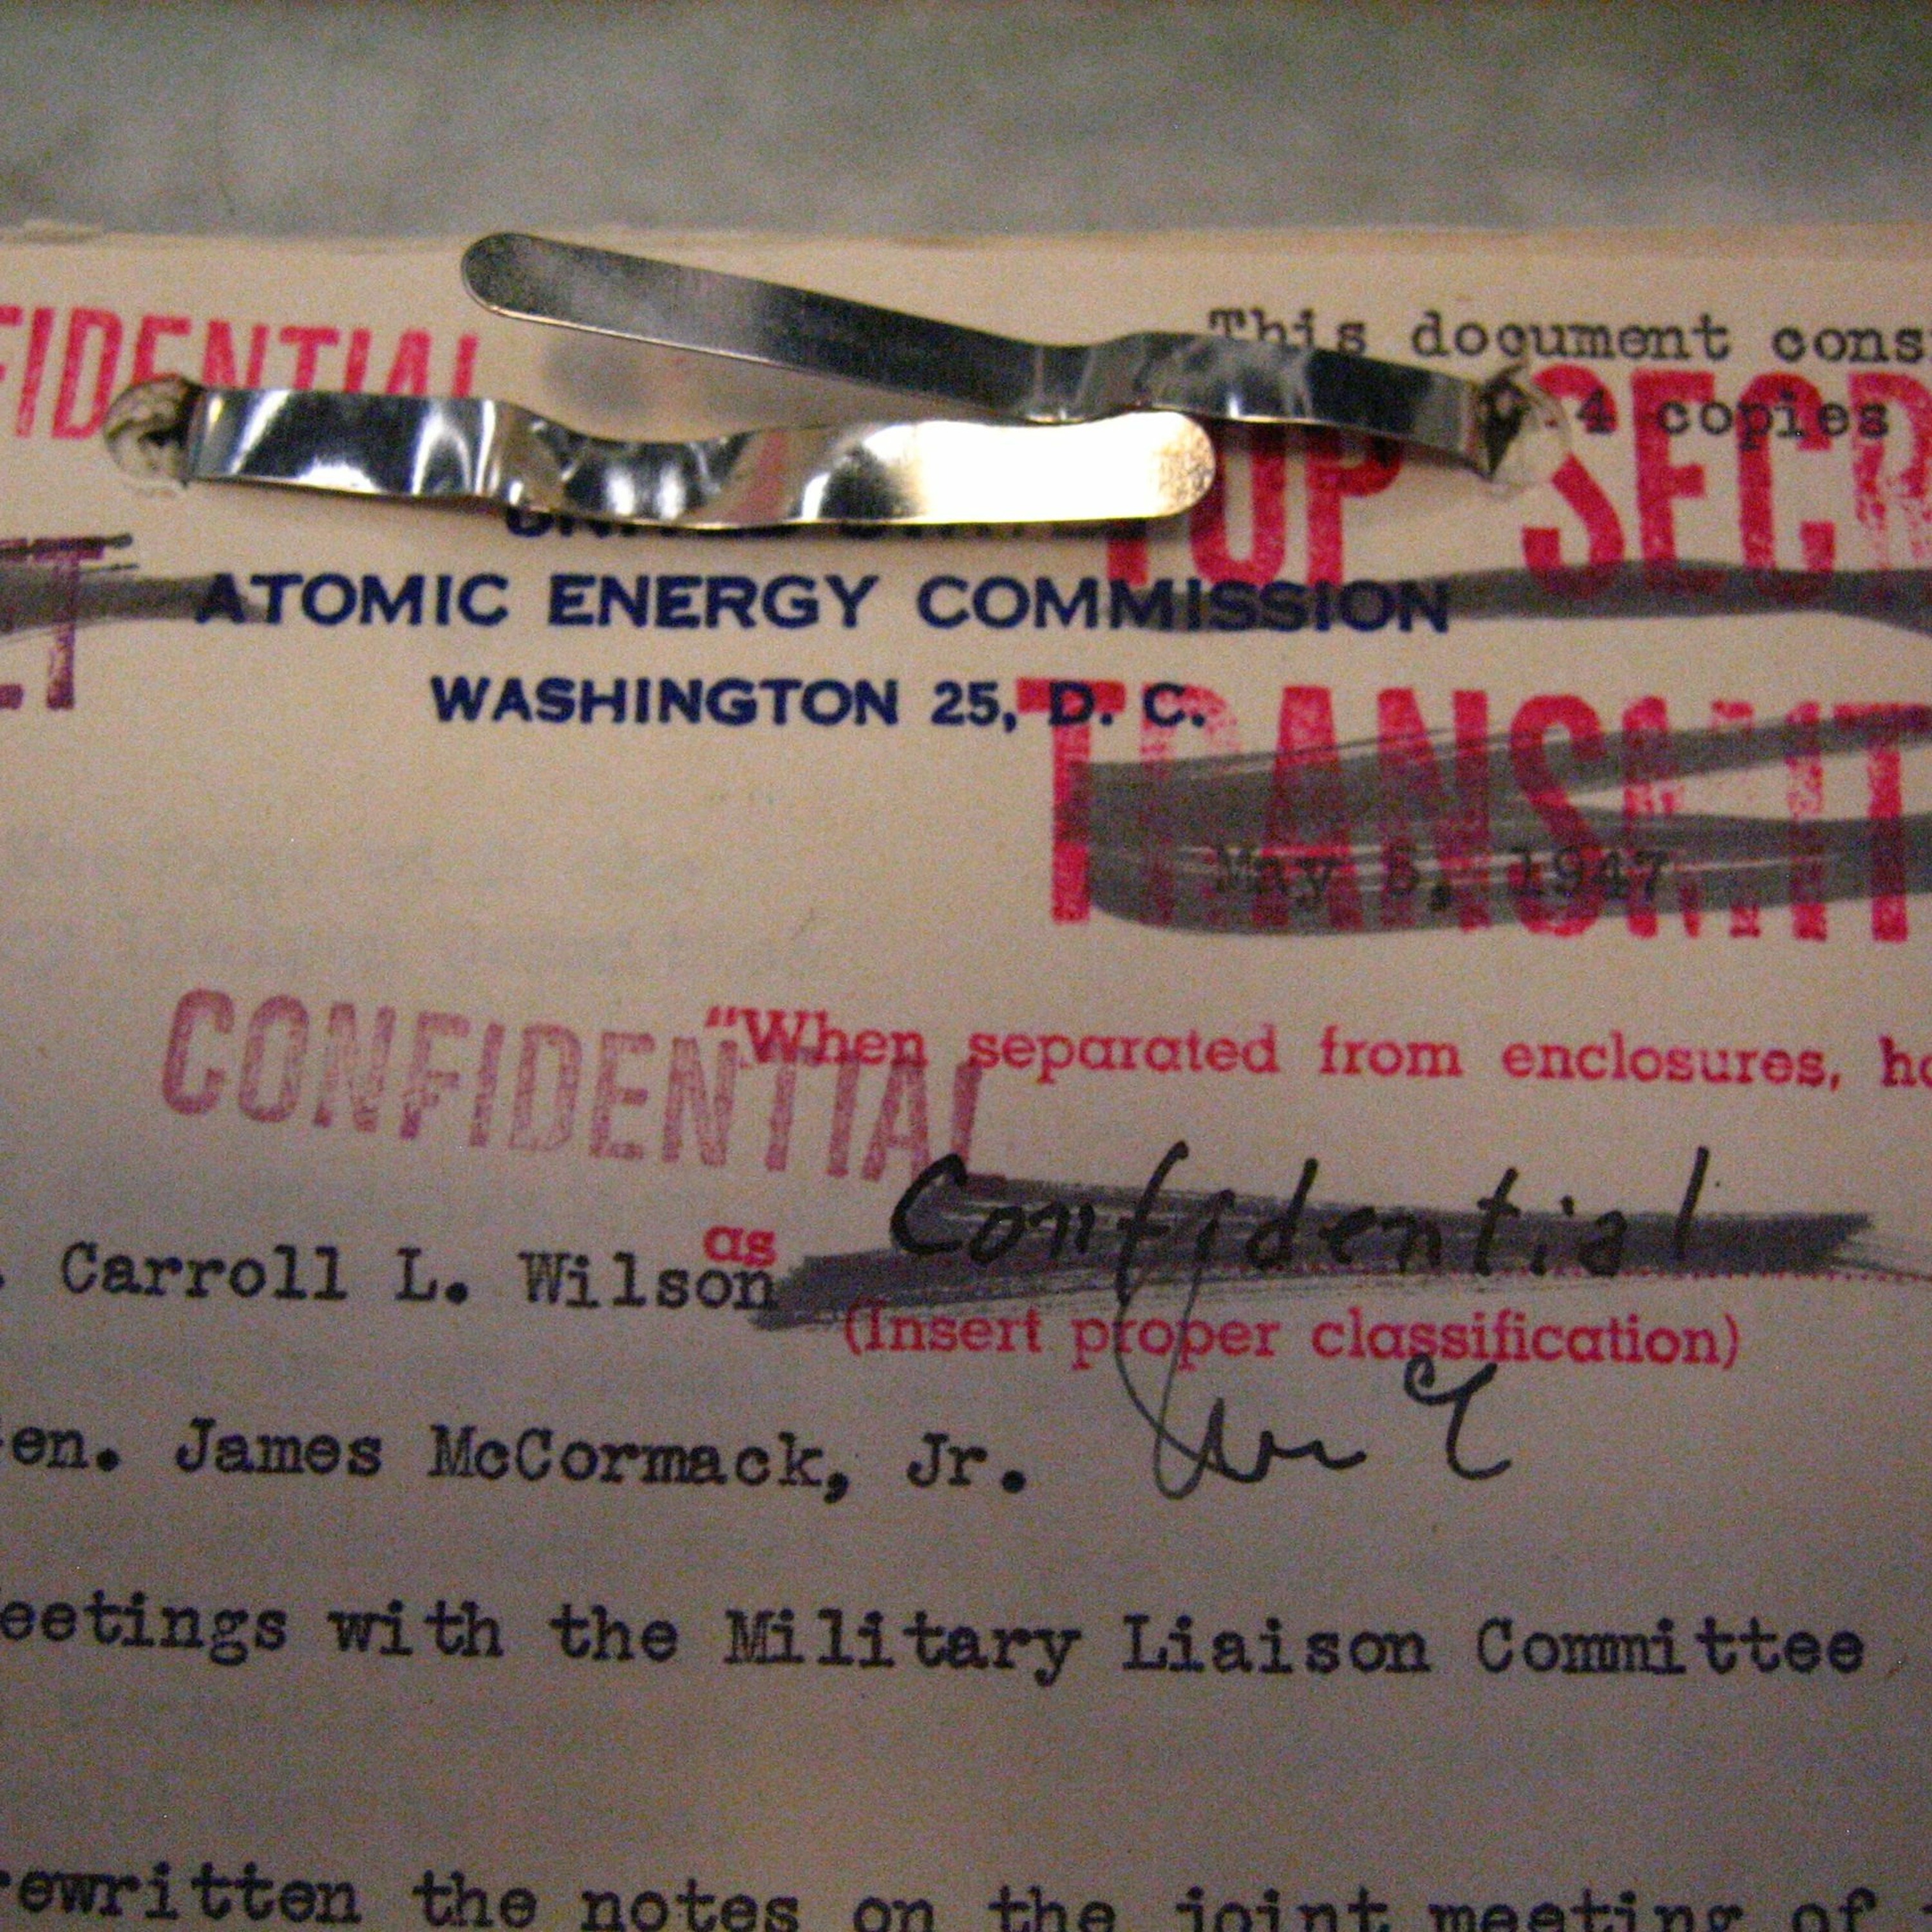 FIDENTIAL
This document cons
4 copies
TOP SECR
ET
ATOMIC ENERGY COMMISSION
WASHINGTON 25, D. C.
TRANSMIT
May 5, 1947
CONFIDENTIAL
"When separated from enclosures, ha
as Confidential
. Carroll L. Wilson
(Insert proper classification)
en. James McCormack, Jr.
eetings with the Military Liaison Committee
rewritten the notes on the joint meeting of